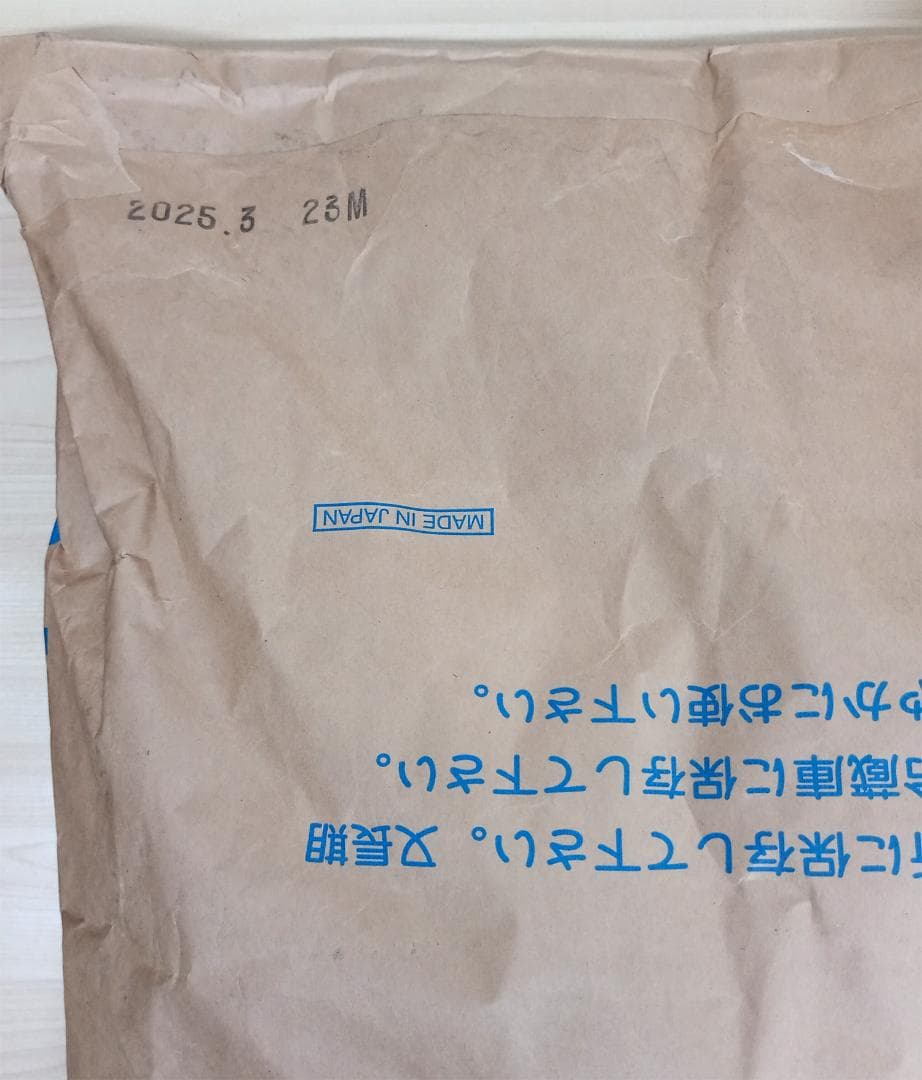 2025.3 23M
に保存して下さい。又長期
蔵庫に保存して下さい。
やかにお使い下さい。
MADE IN JAPAN